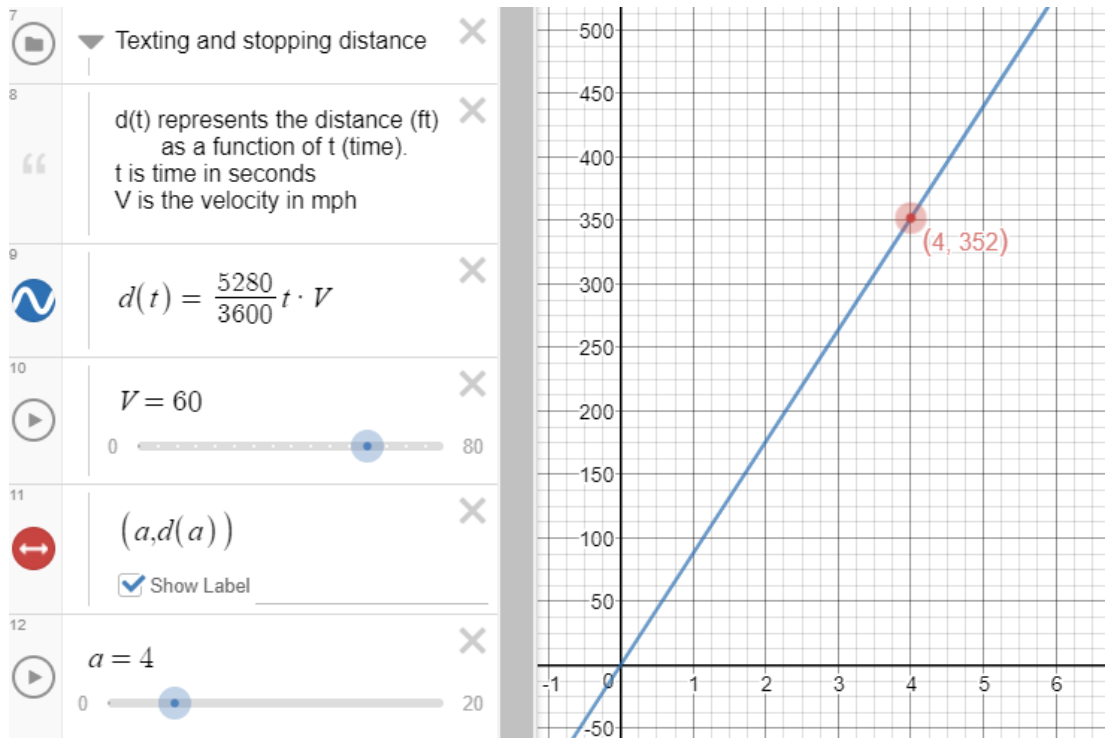 7
Texting and stopping distance
8
d(t) represents the distance (ft)
as a function of t (time).
t is time in seconds
V is the velocity in mph
9
d(t) = 5280/3600 t · V
10
V = 60
0 80
11
(a,d(a))
Show Label
12
a = 4
0 20
500
450
400
350
(4, 352)
300
250
200
150
100
50
-1 0 1 2 3 4 5 6
-50